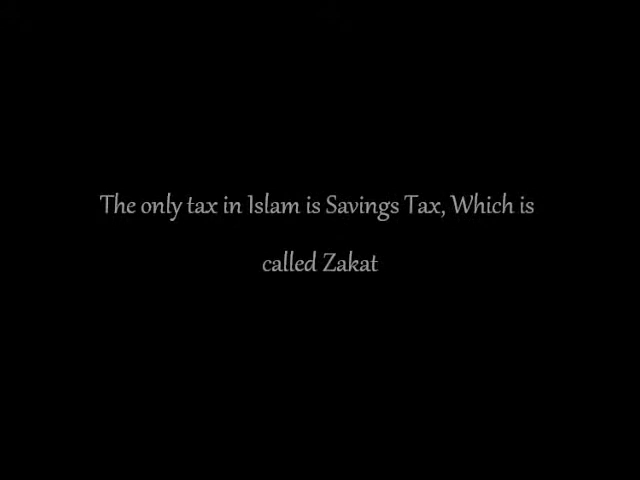 The only tax in Islam is Savings Tax, Which is
called Zakat